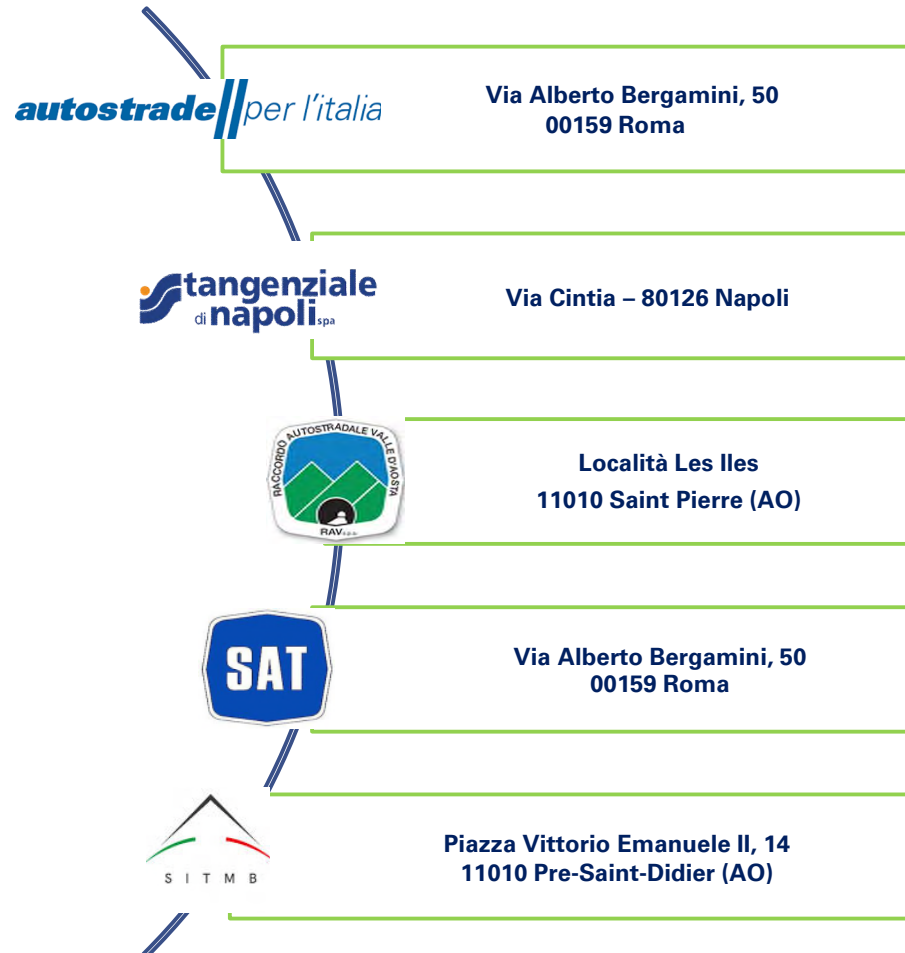 autostrade per l'italia
Via Alberto Bergamini, 50
00159 Roma
tangenziale
di napoli spa
Via Cintia – 80126 Napoli
RACCORDO AUTOSTRADALE VALLE D'AOSTA
RAV S.p.A.
Località Les Iles
11010 Saint Pierre (AO)
SAT
Via Alberto Bergamini, 50
00159 Roma
SITMB
Piazza Vittorio Emanuele II, 14
11010 Pre-Saint-Didier (AO)